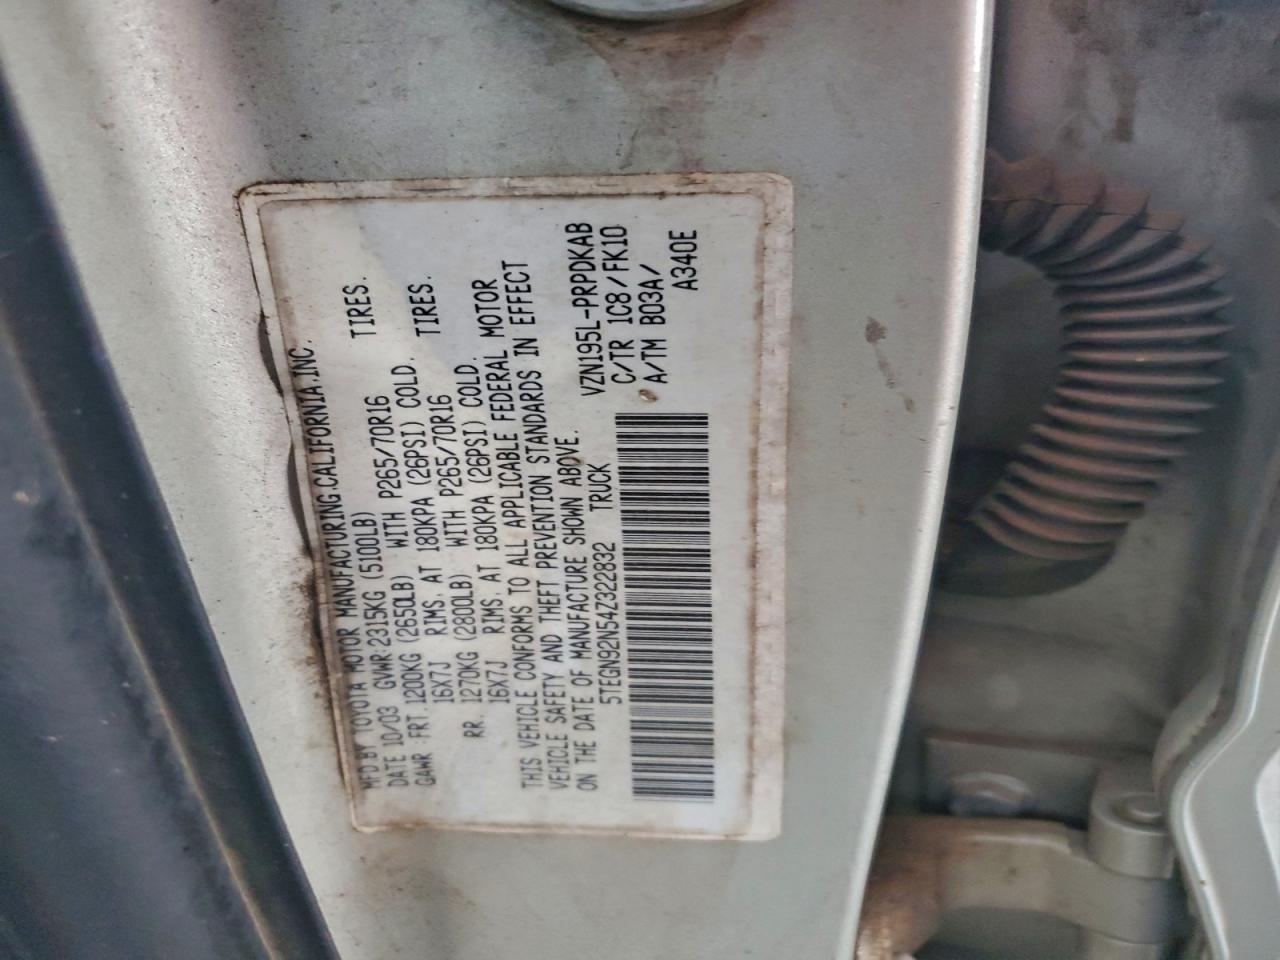 MFD BY TOYOTA MOTOR MANUFACTURING.CALIFORNIA.INC.
DATE 10/03 GVWR:2315KG (5100LB)
GAWR FRT.1200KG (2650LB) WITH P265/70R16 TIRES.
16X7J RIMS. AT 180KPA (26PSI) COLD.
RR. 1270KG (2800LB) WITH P265/70R16 TIRES.
16X7J RIMS. AT 180KPA (26PSI) COLD.
THIS VEHICLE CONFORMS TO ALL APPLICABLE FEDERAL MOTOR
VEHICLE SAFETY AND THEFT PREVENTION STANDARDS IN EFFECT
ON THE DATE OF MANUFACTURE SHOWN ABOVE.
5TEGN92N54Z322832 TRUCK
VZN195L-PRPDKAB
C/TR 1C8/FK10
A/TM B03A/
A340E